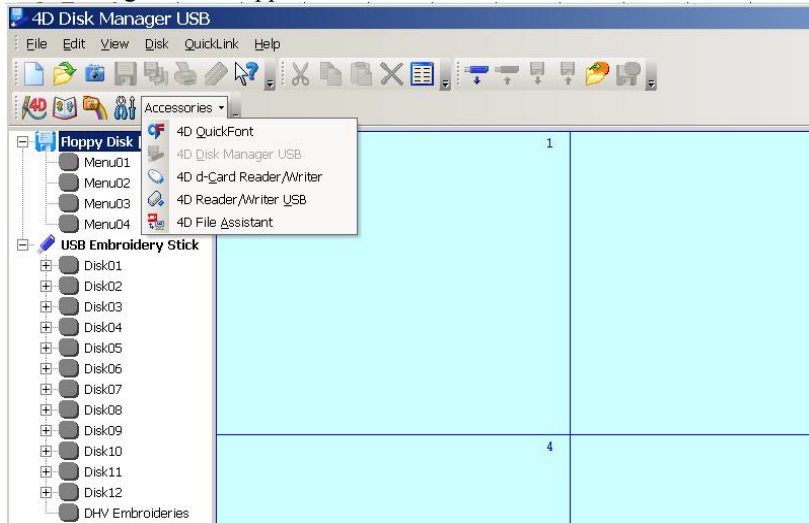 4D Disk Manager USB
File Edit View Disk QuickLink Help
Accessories
4D QuickFont
4D Disk Manager USB
4D d-Card Reader/Writer
4D Reader/Writer USB
4D File Assistant
Floppy Disk
Menu01
Menu02
Menu03
Menu04
USB Embroidery Stick
Disk01
Disk02
Disk03
Disk04
Disk05
Disk06
Disk07
Disk08
Disk09
Disk10
Disk11
Disk12
DHV Embroideries
1
4